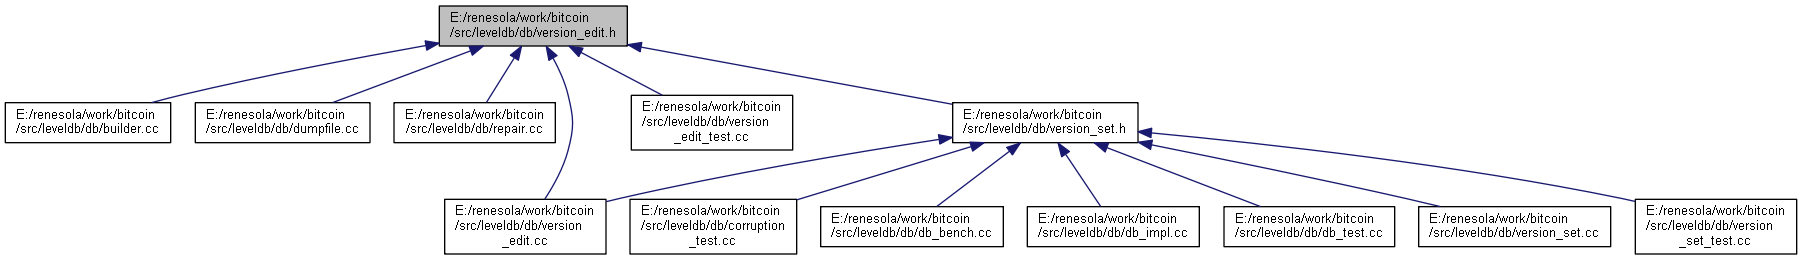 E:/renesola/work/bitcoin
/src/leveldb/db/version_edit.h
E:/renesola/work/bitcoin
/src/leveldb/db/builder.cc
E:/renesola/work/bitcoin
/src/leveldb/db/dumpfile.cc
E:/renesola/work/bitcoin
/src/leveldb/db/repair.cc
E:/renesola/work/bitcoin
/src/leveldb/db/version
_edit_test.cc
E:/renesola/work/bitcoin
/src/leveldb/db/version_set.h
E:/renesola/work/bitcoin
/src/leveldb/db/version
_edit.cc
E:/renesola/work/bitcoin
/src/leveldb/db/corruption
_test.cc
E:/renesola/work/bitcoin
/src/leveldb/db/db_bench.cc
E:/renesola/work/bitcoin
/src/leveldb/db/db_impl.cc
E:/renesola/work/bitcoin
/src/leveldb/db/db_test.cc
E:/renesola/work/bitcoin
/src/leveldb/db/version_set.cc
E:/renesola/work/bitcoin
/src/leveldb/db/version
_set_test.cc